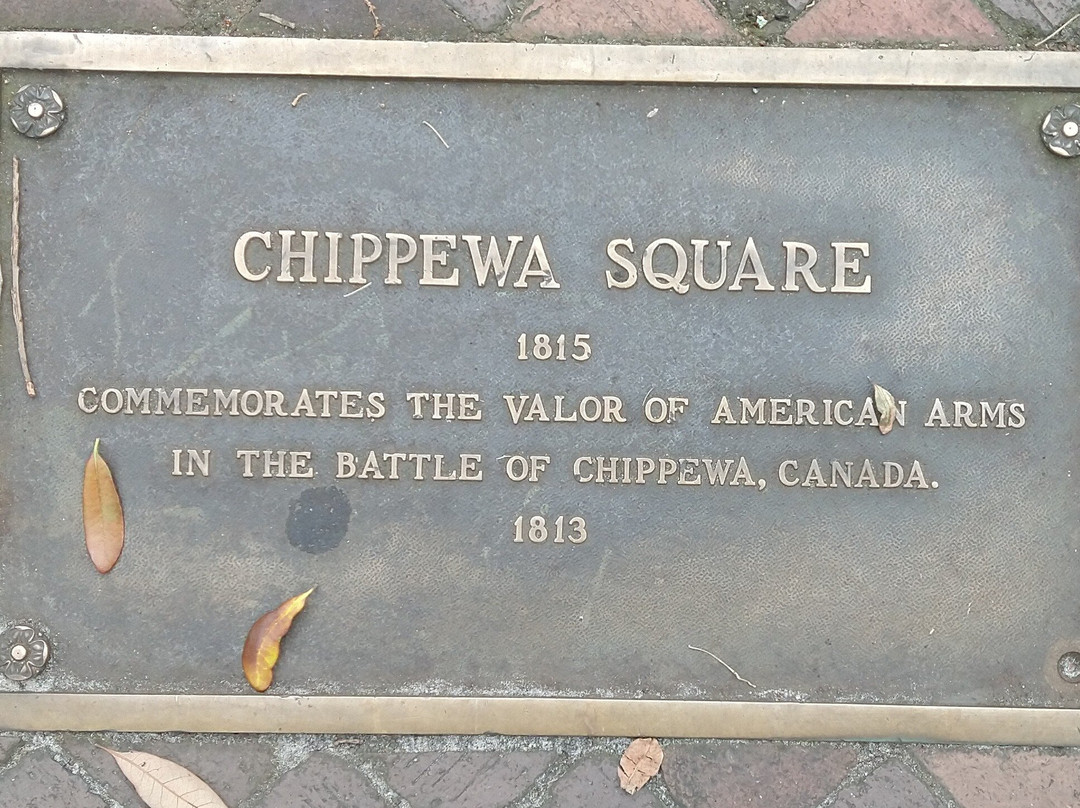 CHIPPEWA SQUARE
1815
COMMEMORATES THE VALOR OF AMERICAN ARMS
IN THE BATTLE OF CHIPPEWA, CANADA.
1813